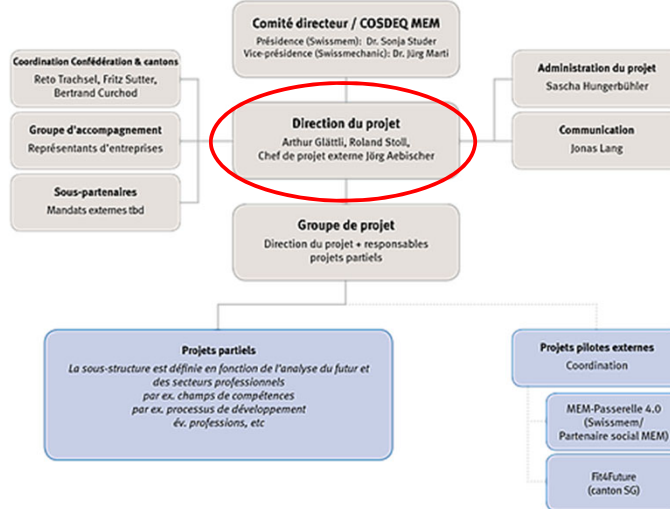 Comité directeur / COSDEQ MEM
Présidence (Swissmem): Dr. Sonja Studer
Vice-présidence (Swissmechanic): Dr. Jürg Marti
Coordination Confédération & cantons
Reto Trachsel, Fritz Sutter,
Bertrand Curchod
Groupe d'accompagnement
Représentants d'entreprises
Sous-partenaires
Mandats externes tbd
Direction du projet
Arthur Glättli, Roland Stoll,
Chef de projet externe Jörg Aebischer
Administration du projet
Sascha Hungerbühler
Communication
Jonas Lang
Groupe de projet
Direction du projet + responsables
projets partiels
Projets partiels
La sous-structure est définie en fonction de l'analyse du futur et
des secteurs professionnels
par ex. champs de compétences
par ex. processus de développement
év. professions, etc
Projets pilotes externes
Coordination
MEM-Passerelle 4.0
(Swissmem/
Partenaire social MEM)
Fit4Future
(canton SG)